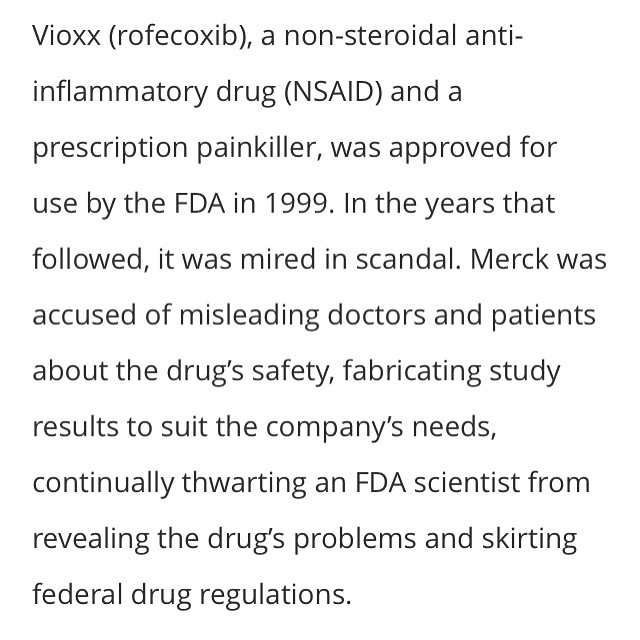 Vioxx (rofecoxib), a non-steroidal anti-
inflammatory drug (NSAID) and a
prescription painkiller, was approved for
use by the FDA in 1999. In the years that
followed, it was mired in scandal. Merck was
accused of misleading doctors and patients
about the drug’s safety, fabricating study
results to suit the company’s needs,
continually thwarting an FDA scientist from
revealing the drug’s problems and skirting
federal drug regulations.